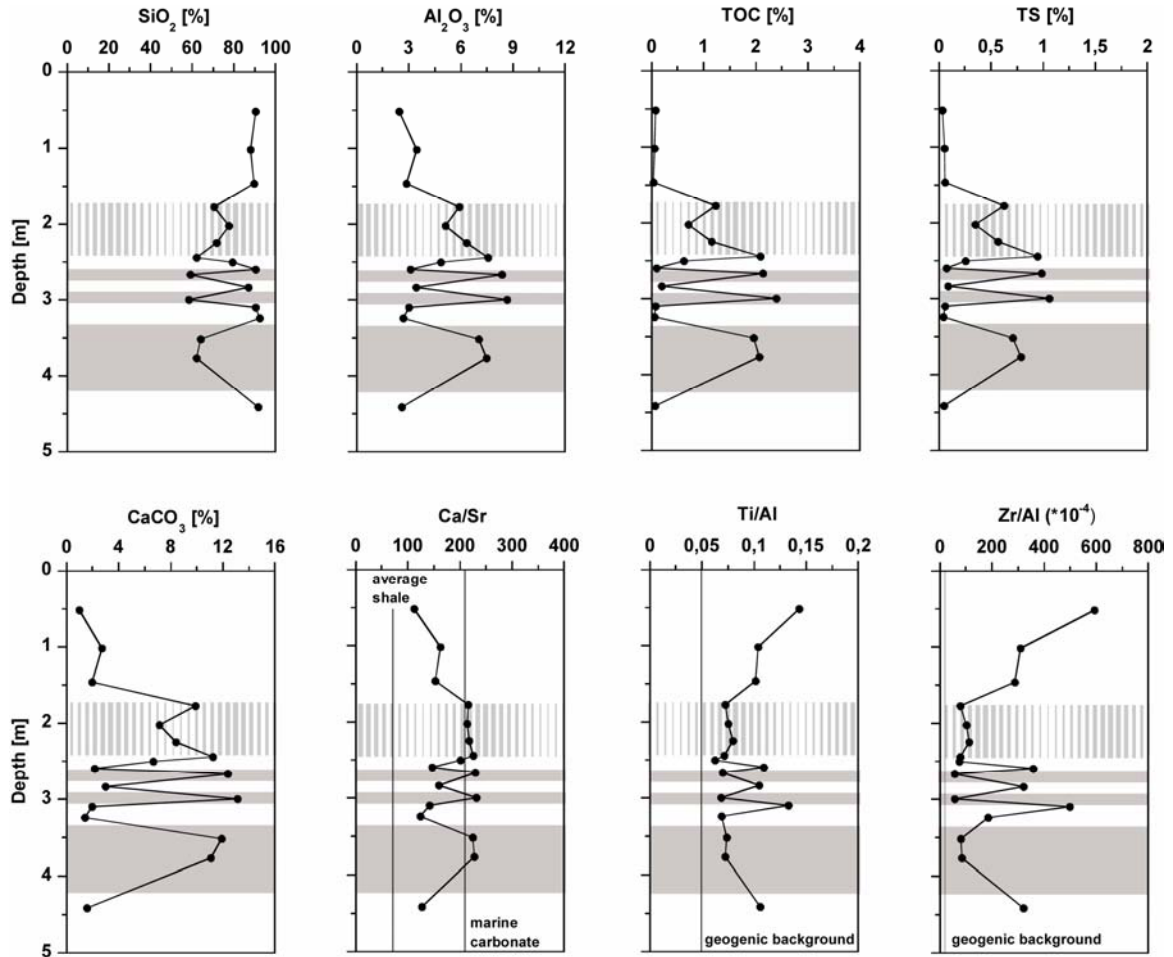 SiO₂ [%] Al₂O₃ [%] TOC [%] TS [%]
0 20 40 60 80 100 0 3 6 9 12 0 1 2 3 4 0 0,5 1 1,5 2
0
1
2
3
4
5
Depth [m]
CaCO₃ [%] Ca/Sr Ti/Al Zr/Al (*10⁻⁴)
0 4 8 12 16 0 100 200 300 400 0 0,05 0,1 0,15 0,2 0 200 400 600 800
0
1
2
3
4
5
Depth [m]
average
shale
marine
carbonate
geogenic background
geogenic background